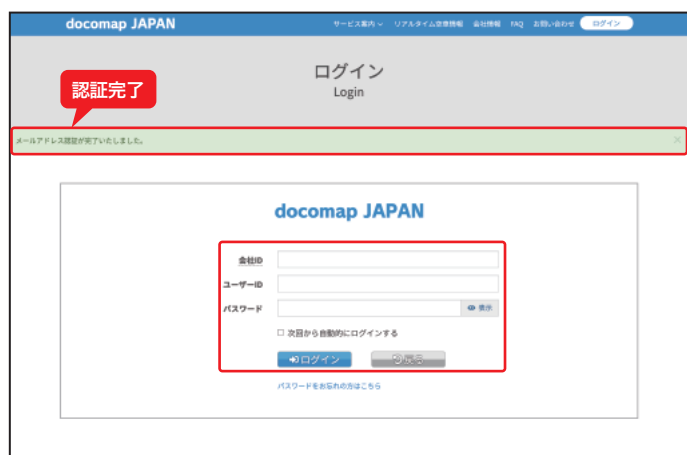 docomap JAPAN
サービス案内 リアルタイム空車情報 会社情報 FAQ お問い合わせ ログイン
ログイン
Login
認証完了
メールアドレス認証が完了いたしました。
docomap JAPAN
会社ID
ユーザーID
パスワード 表示
次回から自動的にログインする
ログイン 戻る
パスワードをお忘れの方はこちら